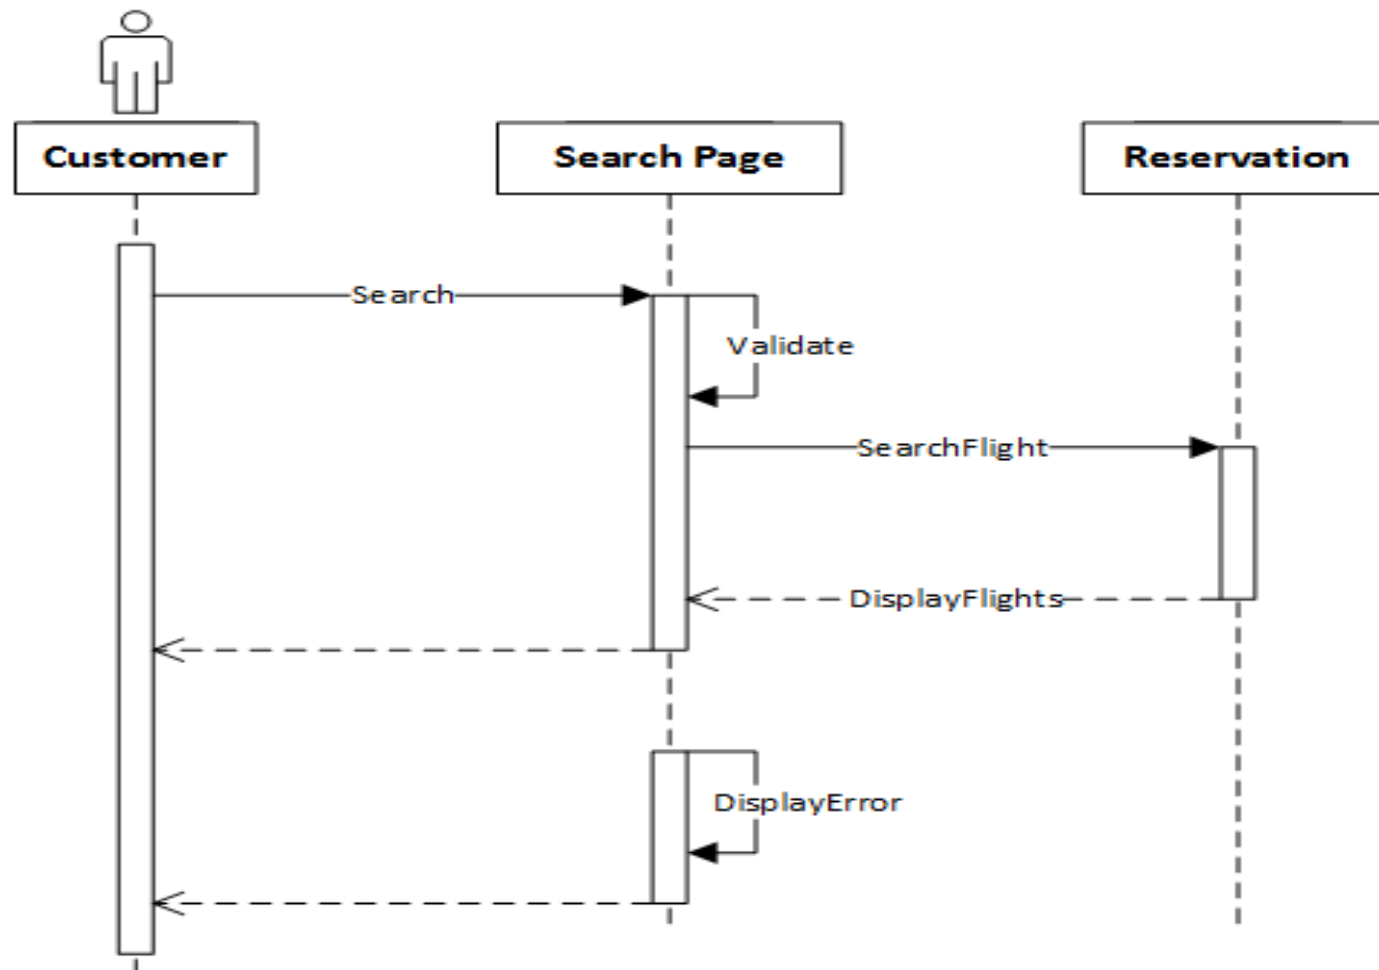 Customer
Search Page
Reservation
Search
Validate
SearchFlight
DisplayFlights
DisplayError